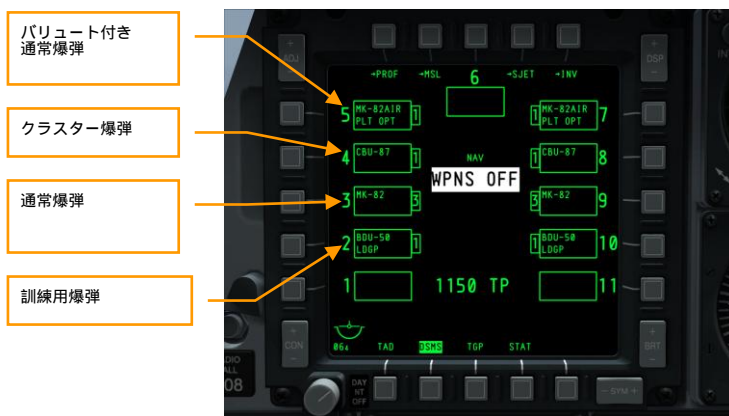 バリュート付き
通常爆弾
クラスター爆弾
通常爆弾
訓練用爆弾
ADJ
DSP
→PROF →MSL 6 →SJET →INV
5 MK-82AIR 1
PLT OPT
1 MK-82AIR 7
PLT OPT
4 CBU-87 1
NAV
1 CBU-87 8
WPNS OFF
3 MK-82 3
3 MK-82 9
2 BDU-50 1
LDGP
1 BDU-50 10
LDGP
1 1150 TP 11
TAD DSMS TGP STAT
CON
BRT
ALL
08
DAY
NT
OFF
- SYM +